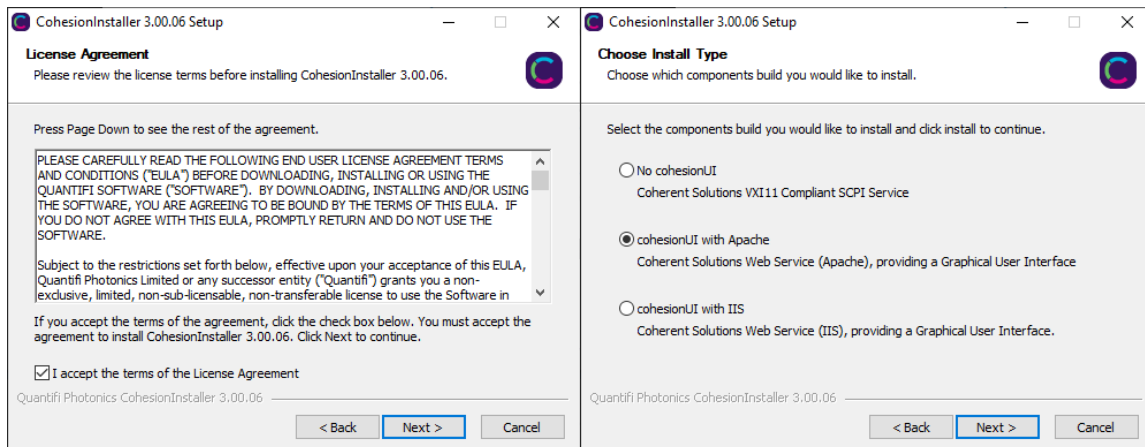 CohesionInstaller 3.00.06 Setup
License Agreement
Please review the license terms before installing CohesionInstaller 3.00.06.
Press Page Down to see the rest of the agreement.
PLEASE CAREFULLY READ THE FOLLOWING END USER LICENSE AGREEMENT TERMS
AND CONDITIONS ("EULA") BEFORE DOWNLOADING, INSTALLING OR USING THE
QUANTIFI SOFTWARE ("SOFTWARE").  BY DOWNLOADING, INSTALLING AND/OR USING
THE SOFTWARE, YOU ARE AGREEING TO BE BOUND BY THE TERMS OF THIS EULA.  IF
YOU DO NOT AGREE WITH THIS EULA, PROMPTLY RETURN AND DO NOT USE THE
SOFTWARE.
Subject to the restrictions set forth below, effective upon your acceptance of this EULA,
Quantifi Photonics Limited or any successor entity ("Quantifi") grants you a non-
exclusive, limited, non-sub-licensable, non-transferable license to use the Software in
If you accept the terms of the agreement, click the check box below. You must accept the
agreement to install CohesionInstaller 3.00.06. Click Next to continue.
I accept the terms of the License Agreement
Quantifi Photonics CohesionInstaller 3.00.06
< Back
Next >
Cancel
CohesionInstaller 3.00.06 Setup
Choose Install Type
Choose which components build you would like to install.
Select the components build you would like to install and click install to continue.
No cohesionUI
Coherent Solutions VXI11 Compliant SCPI Service
cohesionUI with Apache
Coherent Solutions Web Service (Apache), providing a Graphical User Interface
cohesionUI with IIS
Coherent Solutions Web Service (IIS), providing a Graphical User Interface.
Quantifi Photonics CohesionInstaller 3.00.06
< Back
Next >
Cancel